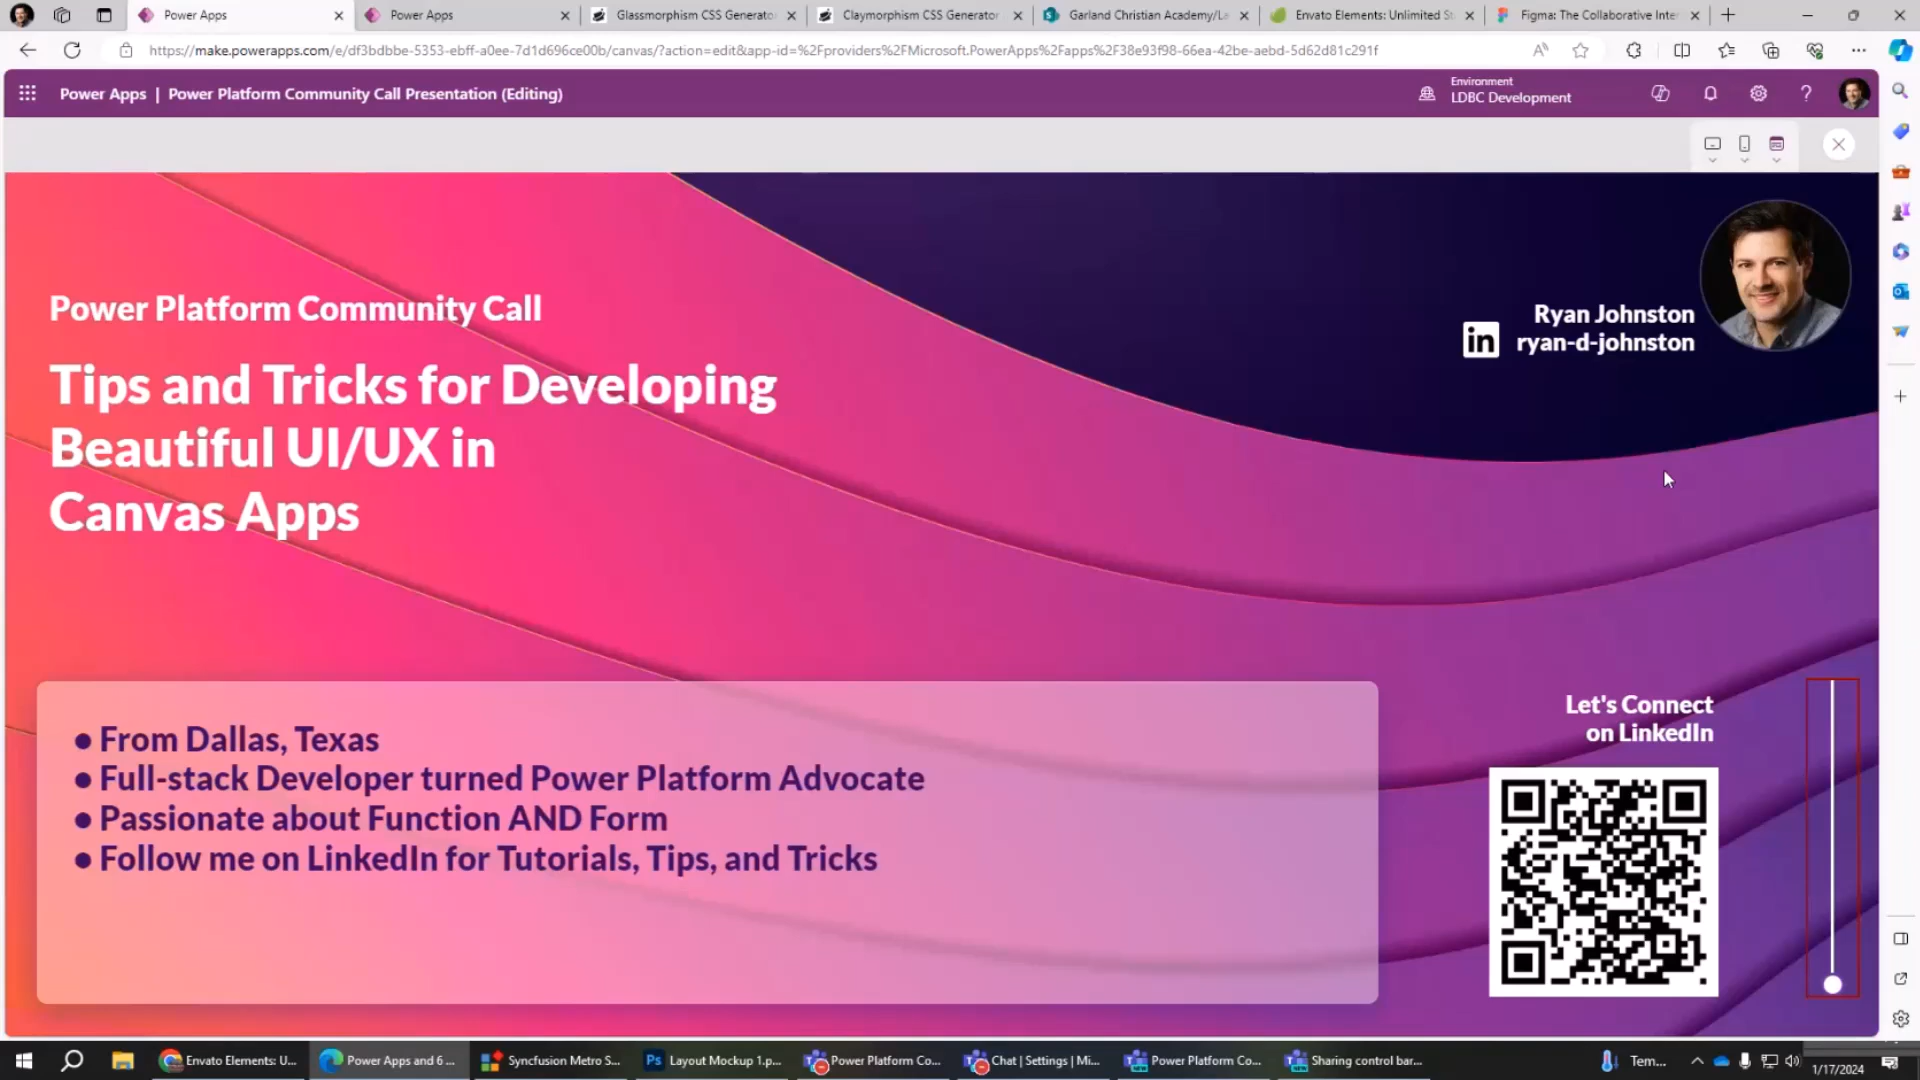 Power Apps
Power Apps
Glassmorphism CSS Generator
Claymorphism CSS Generator
Garland Christian Academy/La
Envato Elements: Unlimited St
Figma: The Collaborative Inter
https://make.powerapps.com/e/df3bdbbe-5353-ebff-a0ee-7d1d696ce00b/canvas/?action=edit&app-id=%2Fproviders%2FMicrosoft.PowerApps%2Fapps%2F38e93f98-66ea-42be-aebd-5d62d81c291f
Power Apps | Power Platform Community Call Presentation (Editing)
Environment
LDBC Development
Power Platform Community Call
Tips and Tricks for Developing
Beautiful UI/UX in
Canvas Apps
Ryan Johnston
in ryan-d-johnston
• From Dallas, Texas
• Full-stack Developer turned Power Platform Advocate
• Passionate about Function AND Form
• Follow me on LinkedIn for Tutorials, Tips, and Tricks
Let's Connect
on LinkedIn
Envato Elements: U...
Power Apps and 6 ...
Syncfusion Metro S...
Ps Layout Mockup 1.p...
Power Platform Co...
Chat | Settings | Mi...
Power Platform Co...
Sharing control bar...
Tem...
1/17/2024